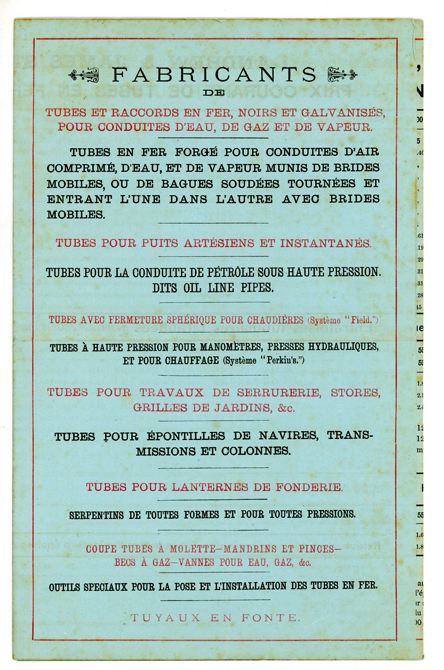 FABRICANTS
DE
TUBES ET RACCORDS EN FER, NOIRS ET GALVANISÉS,
POUR CONDUITES D'EAU, DE GAZ ET DE VAPEUR.
TUBES EN FER FORGÉ POUR CONDUITES D'AIR
COMPRIMÉ, D'EAU, ET DE VAPEUR MUNIS DE BRIDES
MOBILES, OU DE BAGUES SOUDÉES TOURNÉES ET
ENTRANT L'UNE DANS L'AUTRE AVEC BRIDES
MOBILES.
TUBES POUR PUITS ARTÉSIENS ET INSTANTANÉS.
TUBES POUR LA CONDUITE DE PÉTRÔLE SOUS HAUTE PRESSION.
DITS OIL LINE PIPES.
TUBES AVEC FERMETURE SPHÉRIQUE POUR CHAUDIÈRES (Système "Field.")
TUBES À HAUTE PRESSION POUR MANOMÈTRES, PRESSES HYDRAULIQUES,
ET POUR CHAUFFAGE (Système "Perkin's.")
TUBES POUR TRAVAUX DE SERRURERIE, STORES,
GRILLES DE JARDINS, &c.
TUBES POUR ÉPONTILLES DE NAVIRES, TRANS-
MISSIONS ET COLONNES.
TUBES POUR LANTERNES DE FONDERIE.
SERPENTINS DE TOUTES FORMES ET POUR TOUTES PRESSIONS.
COUPE TUBES À MOLETTE—MANDRINS ET PINCES—
BECS À GAZ—VANNES POUR EAU, GAZ, &c.
OUTILS SPECIAUX POUR LA POSE ET L'INSTALLATION DES TUBES EN FER.
TUYAUX EN FONTE.